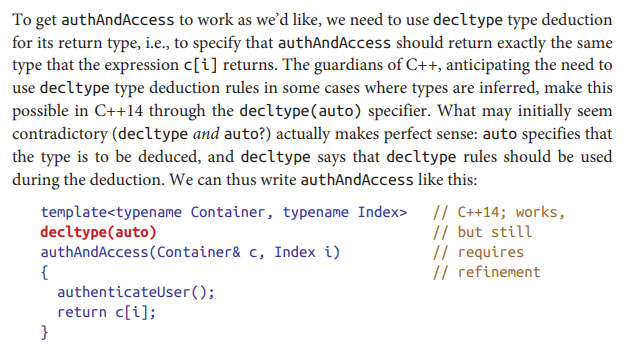 To get authAndAccess to work as we’d like, we need to use decltype type deduction
for its return type, i.e., to specify that authAndAccess should return exactly the same
type that the expression c[i] returns. The guardians of C++, anticipating the need to
use decltype type deduction rules in some cases where types are inferred, make this
possible in C++14 through the decltype(auto) specifier. What may initially seem
contradictory (decltype and auto?) actually makes perfect sense: auto specifies that
the type is to be deduced, and decltype says that decltype rules should be used
during the deduction. We can thus write authAndAccess like this:
template<typename Container, typename Index> // C++14; works,
decltype(auto) // but still
authAndAccess(Container& c, Index i) // requires
{ // refinement
authenticateUser();
return c[i];
}